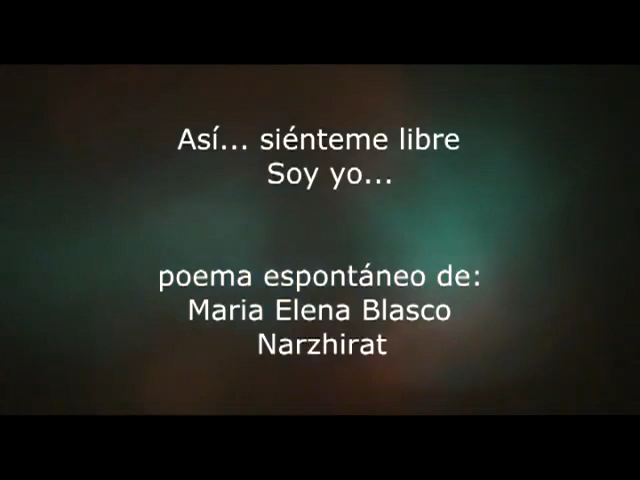 Así... siénteme libre
Soy yo...
poema espontáneo de:
Maria Elena Blasco
Narzhirat